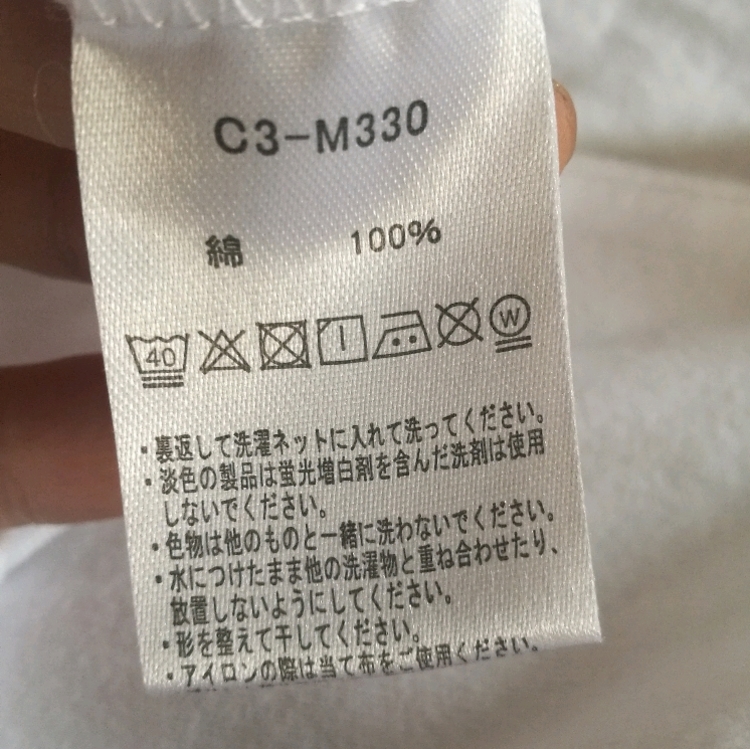 C3-M330
綿 100%
40 W
・裏返して洗濯ネットに入れて洗ってください。
・淡色の製品は蛍光増白剤を含んだ洗剤は使用
しないでください。
・色物は他のものと一緒に洗わないでください。
・水につけたまま他の洗濯物と重ね合わせたり、
放置しないようにしてください。
・形を整えて干してください。
・アイロンの際は当て布をご使用ください。